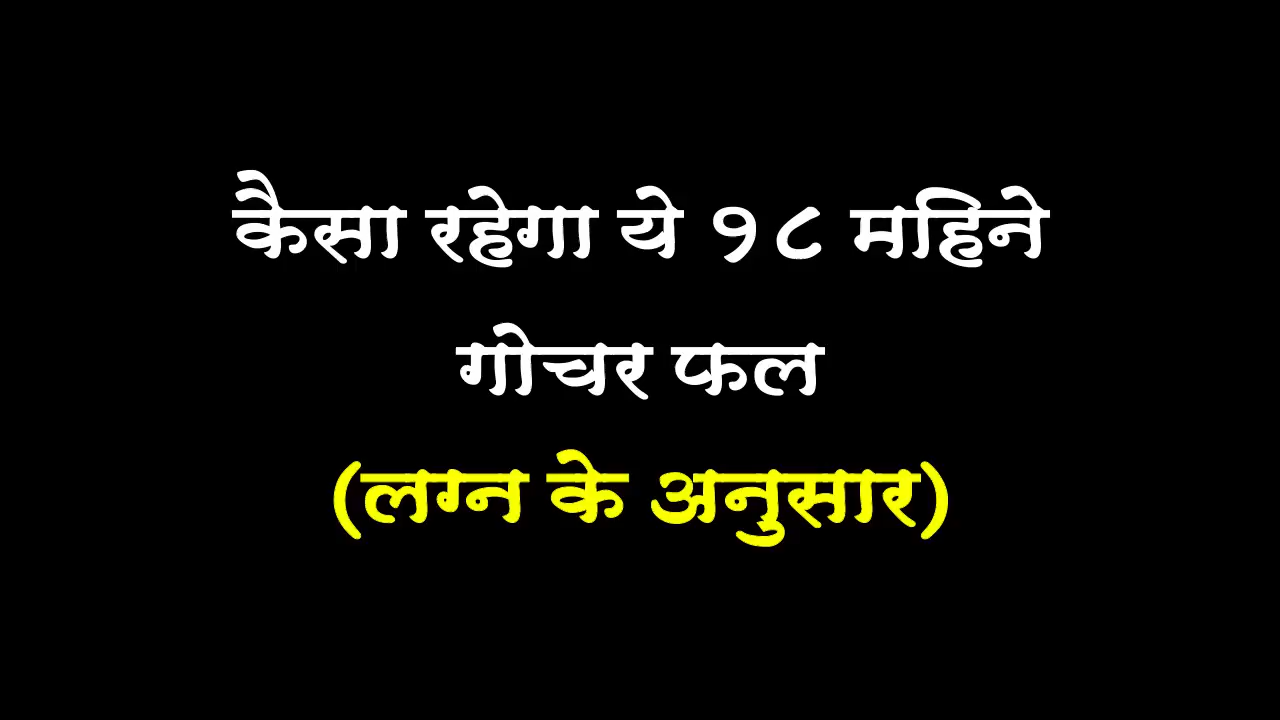 कैसा रहेगा ये १८ महिने
गोचर फल
(लग्न के अनुसार)